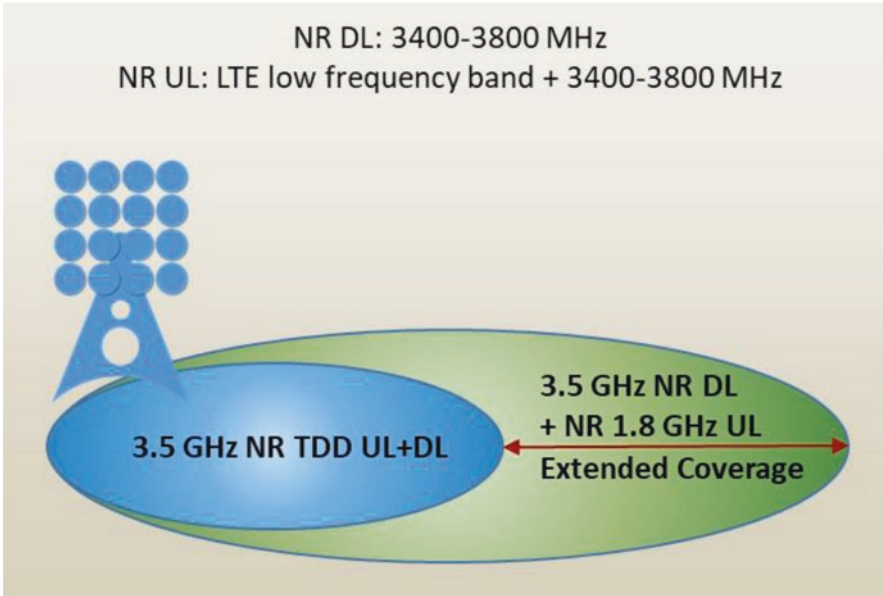 NR DL: 3400-3800 MHz
NR UL: LTE low frequency band + 3400-3800 MHz
3.5 GHz NR TDD UL+DL
3.5 GHz NR DL
+ NR 1.8 GHz UL
Extended Coverage